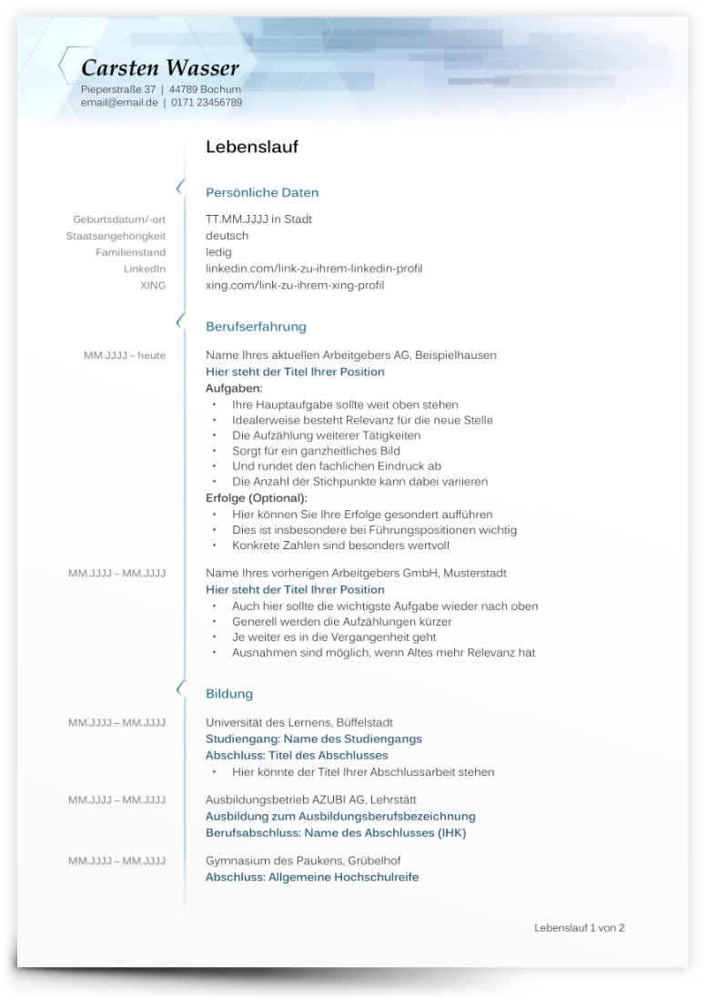 Carsten Wasser
Pieperstraße 37 | 44789 Bochum
email@email.de | 0171 23456789
Lebenslauf
Persönliche Daten
Geburtsdatum/-ort TT.MM.JJJJ in Stadt
Staatsangehörigkeit deutsch
Familienstand ledig
LinkedIn linkedin.com/link-zu-ihrem-linkedin-profil
XING xing.com/link-zu-ihrem-xing-profil
Berufserfahrung
MM.JJJJ – heute Name Ihres aktuellen Arbeitgebers AG, Beispielhausen
Hier steht der Titel Ihrer Position
Aufgaben:
• Ihre Hauptaufgabe sollte weit oben stehen
• Idealerweise besteht Relevanz für die neue Stelle
• Die Aufzählung weiterer Tätigkeiten
• Sorgt für ein ganzheitliches Bild
• Und rundet den fachlichen Eindruck ab
• Die Anzahl der Stichpunkte kann dabei variieren
Erfolge (Optional):
• Hier können Sie Ihre Erfolge gesondert aufführen
• Dies ist insbesondere bei Führungspositionen wichtig
• Konkrete Zahlen sind besonders wertvoll
MM.JJJJ – MM.JJJJ Name Ihres vorherigen Arbeitgebers GmbH, Musterstadt
Hier steht der Titel Ihrer Position
• Auch hier sollte die wichtigste Aufgabe wieder nach oben
• Generell werden die Aufzählungen kürzer
• Je weiter es in die Vergangenheit geht
• Ausnahmen sind möglich, wenn Altes mehr Relevanz hat
Bildung
MM.JJJJ – MM.JJJJ Universität des Lernens, Büffelstadt
Studiengang: Name des Studiengangs
Abschluss: Titel des Abschlusses
• Hier könnte der Titel Ihrer Abschlussarbeit stehen
MM.JJJJ – MM.JJJJ Ausbildungsbetrieb AZUBI AG, Lehrstätt
Ausbildung zum Ausbildungsberufsbezeichnung
Berufsabschluss: Name des Abschlusses (IHK)
MM.JJJJ – MM.JJJJ Gymnasium des Paukens, Grübelhof
Abschluss: Allgemeine Hochschulreife
Lebenslauf 1 von 2